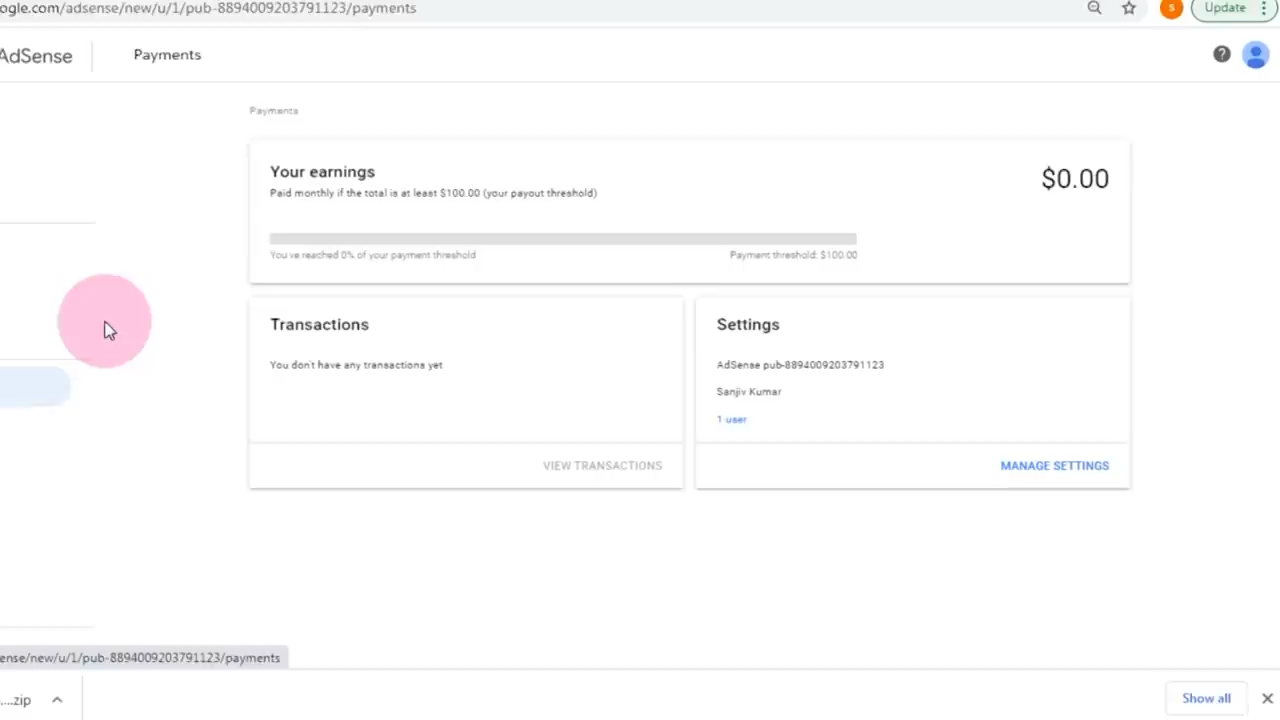 ogle.com/adsense/new/u/1/pub-8894009203791123/payments
s
Update
AdSense
Payments
?
Payments
Your earnings
$0.00
Paid monthly if the total is at least $100.00 (your payout threshold)
You've reached 0% of your payment threshold
Payment threshold: $100.00
Transactions
You don't have any transactions yet
VIEW TRANSACTIONS
Settings
AdSense pub-8894009203791123
Sanjiv Kumar
1 user
MANAGE SETTINGS
ense/new/u/1/pub-8894009203791123/payments
....zip
Show all